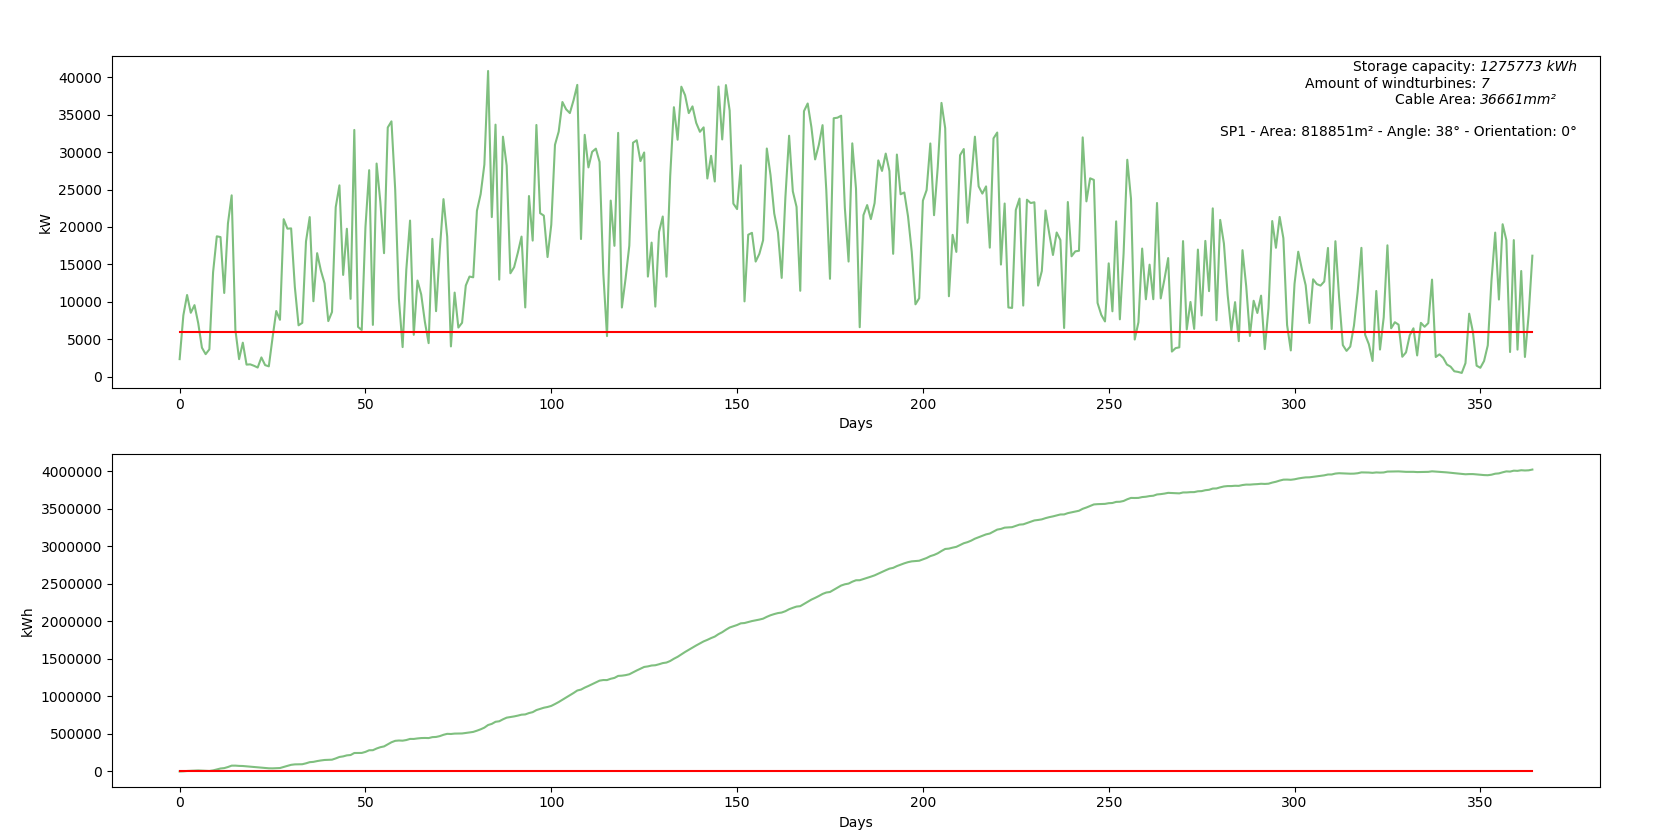 40000
35000
30000
25000
20000
15000
10000
5000
0
kW
Storage capacity: 1275773 kWh
Amount of windturbines: 7
Cable Area: 36661mm²
SP1 - Area: 818851m² - Angle: 38° - Orientation: 0°
0 50 100 150 200 250 300 350
Days
4000000
3500000
3000000
2500000
2000000
1500000
1000000
500000
0
kWh
0 50 100 150 200 250 300 350
Days